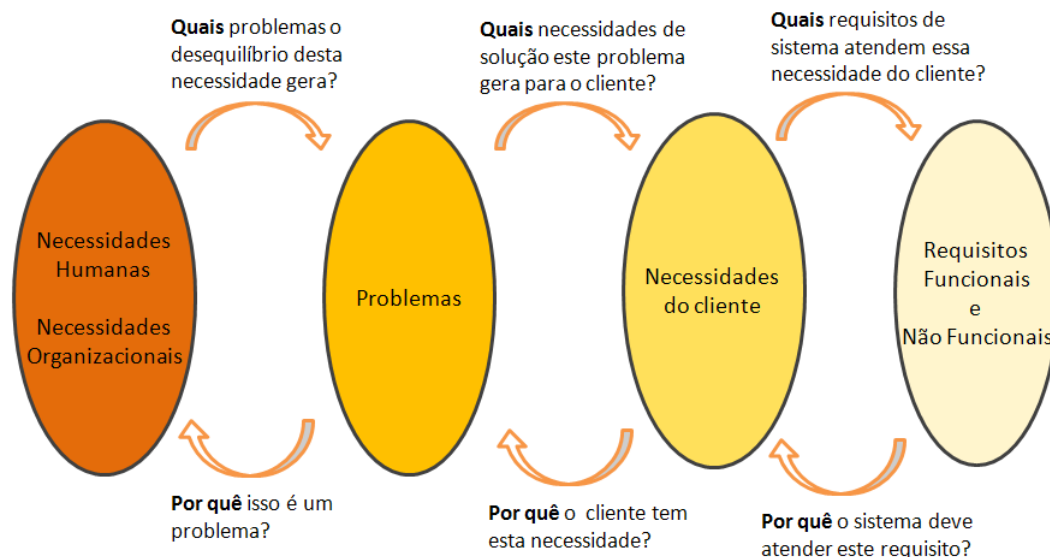 Quais problemas o
desequilíbrio desta
necessidade gera?
Quais necessidades de
solução este problema
gera para o cliente?
Quais requisitos de
sistema atendem essa
necessidade do cliente?
Necessidades
Humanas
Necessidades
Organizacionais
Problemas
Necessidades
do cliente
Requisitos
Funcionais
e
Não Funcionais
Por quê isso é um
problema?
Por quê o cliente tem
esta necessidade?
Por quê o sistema deve
atender este requisito?